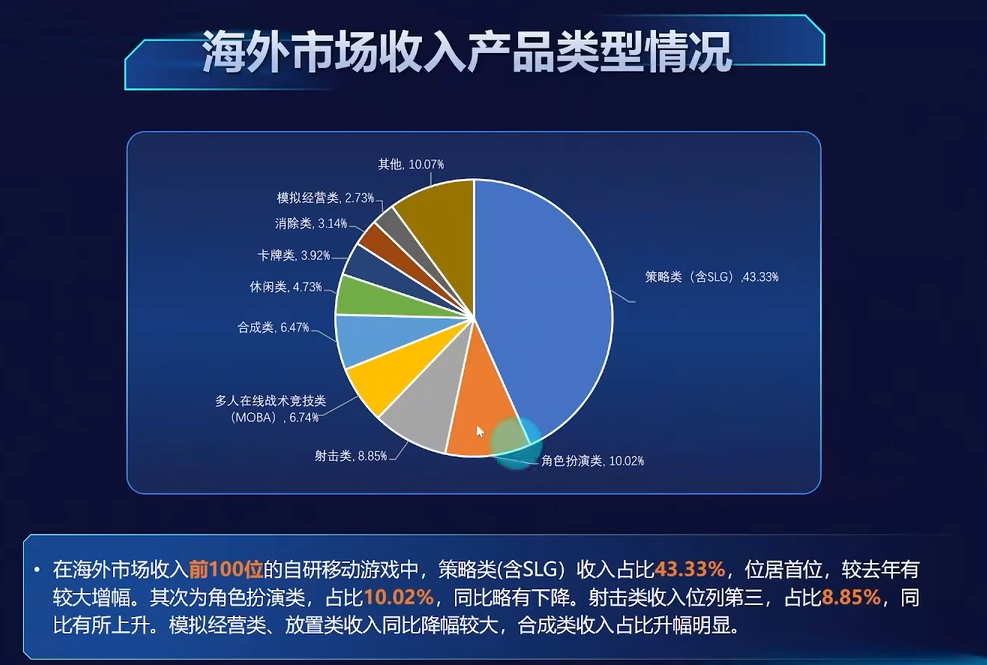 海外市场收入产品类型情况
其他, 10.07%
模拟经营类, 2.73%
消除类, 3.14%
卡牌类, 3.92%
休闲类, 4.73%
合成类, 6.47%
多人在线战术竞技类
（MOBA）, 6.74%
射击类, 8.85%
角色扮演类, 10.02%
策略类（含SLG）,43.33%
• 在海外市场收入前100位的自研移动游戏中，策略类(含SLG）收入占比43.33%，位居首位，较去年有
较大增幅。其次为角色扮演类，占比10.02%，同比略有下降。射击类收入位列第三，占比8.85%，同
比有所上升。模拟经营类、放置类收入同比降幅较大，合成类收入占比升幅明显。